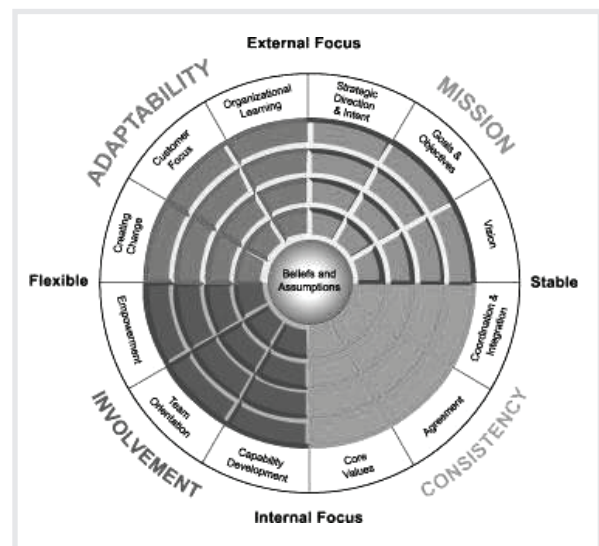 External Focus
ADAPTABILITY
MISSION
Organizational
Learning
Strategic
Direction
& Intent
Customer
Focus
Goals &
Objectives
Creating
Change
Vision
Flexible
Beliefs and
Assumptions
Stable
Empowerment
Coordination &
Integration
Team
Orientation
Agreement
Capability
Development
Core
Values
INVOLVEMENT
CONSISTENCY
Internal Focus